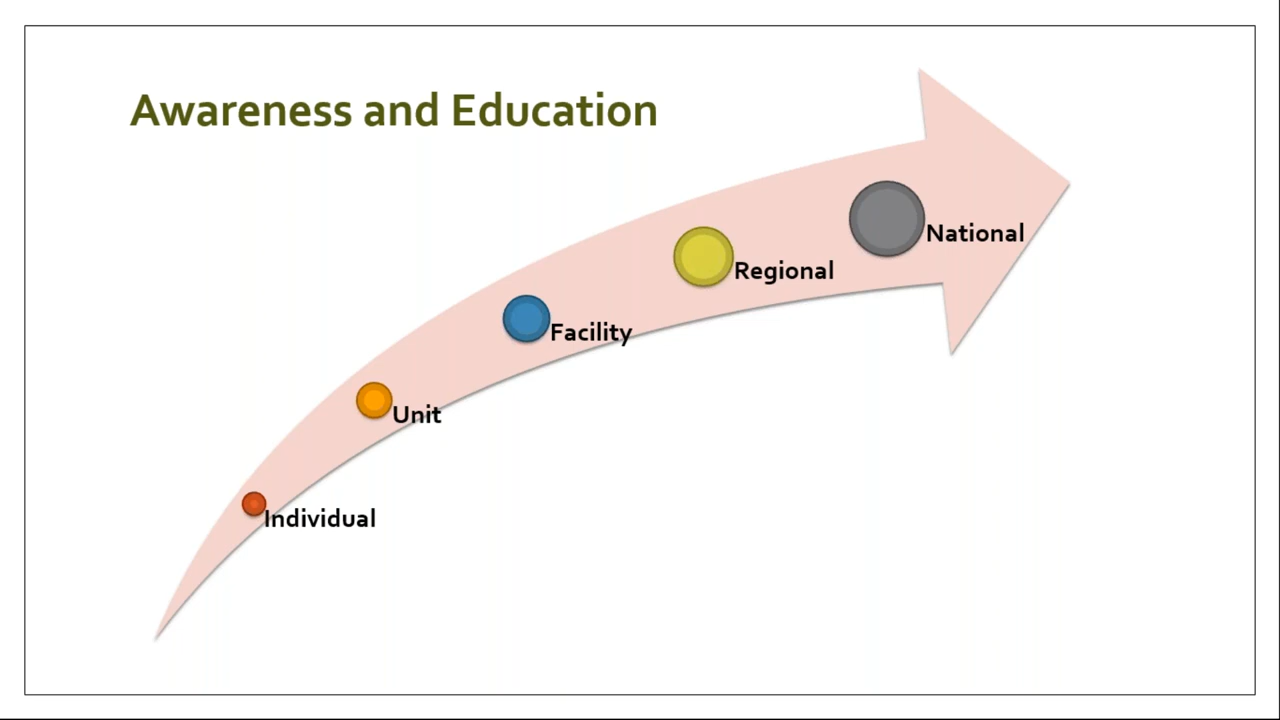 Awareness and Education
National
Regional
Facility
Unit
Individual